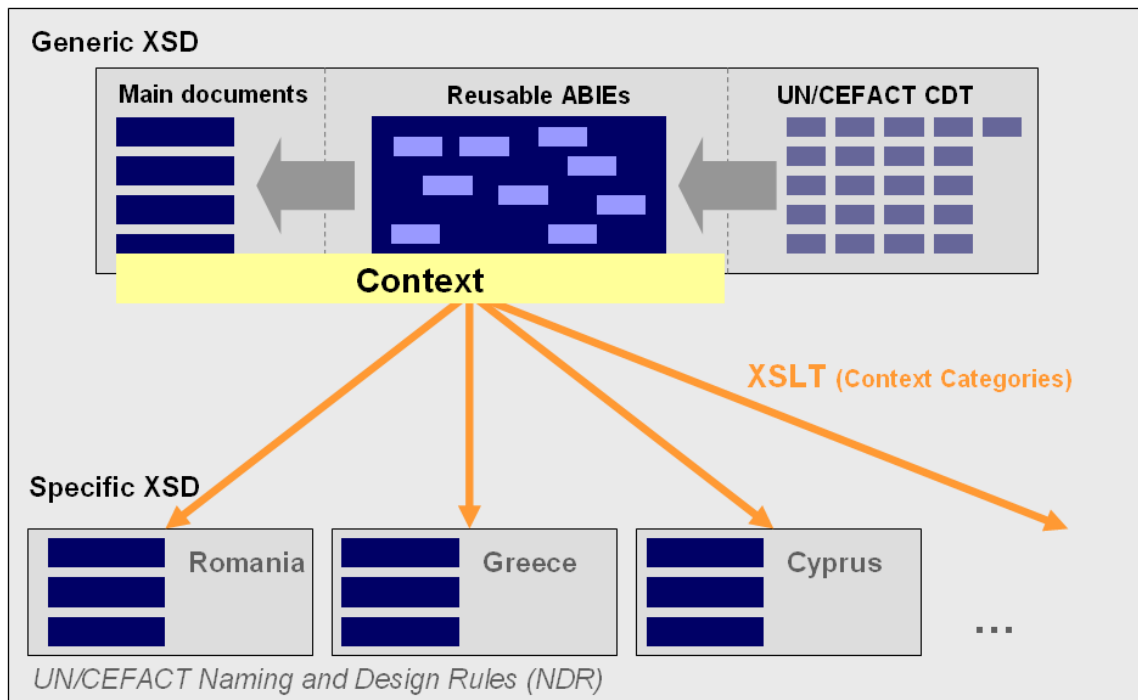 Generic XSD
Main documents
Reusable ABIEs
UN/CEFACT CDT
Context
XSLT (Context Categories)
Specific XSD
Romania
Greece
Cyprus
...
UN/CEFACT Naming and Design Rules (NDR)